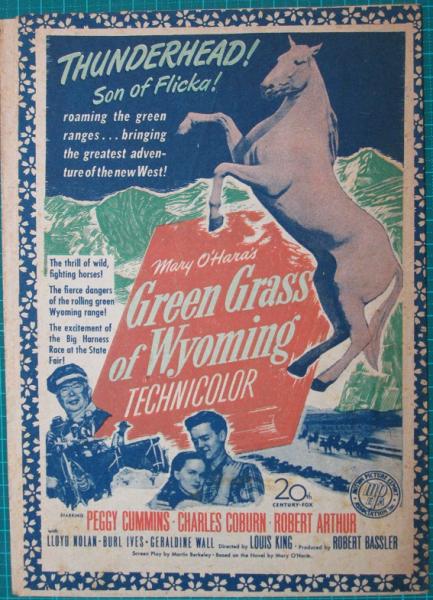 THUNDERHEAD!
Son of Flicka!
roaming the green
ranges... bringing
the greatest adven-
ture of the new West!
The thrill of wild,
fighting horses!
The fierce dangers
of the rolling green
Wyoming range!
The excitement of
the Big Harness
Race at the State
Fair!
Mary O'Hara's
Green Grass
of Wyoming
TECHNICOLOR
20th
CENTURY-FOX
STARRING PEGGY CUMMINS · CHARLES COBURN · ROBERT ARTHUR
with LLOYD NOLAN · BURL IVES · GERALDINE WALL Directed by LOUIS KING · Produced by ROBERT BASSLER
Screen Play by Martin Berkeley · Based on the Novel by Mary O'Hara.